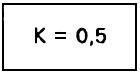 K = 0,5